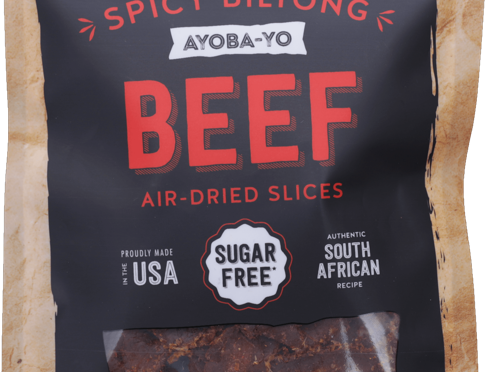 SPICY BILTONG
AYOBA-YO
BEEF
AIR-DRIED SLICES
PROUDLY MADE
IN THE USA
SUGAR
FREE*
AUTHENTIC
SOUTH
AFRICAN
RECIPE